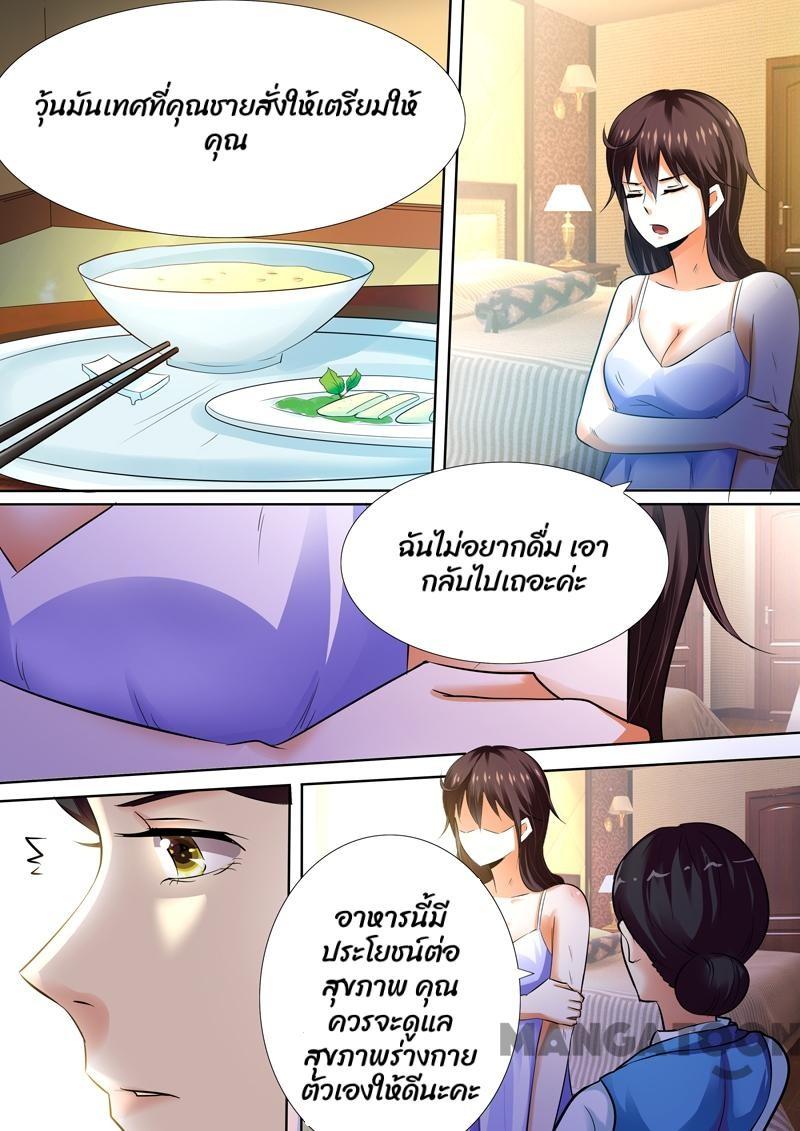 วุ้นมันเทศที่คุณชายสั่งให้เตรียมให้
คุณ
ฉันไม่อยากดื่ม เอา
กลับไปเถอะค่ะ
อาหารนี้มี
ประโยชน์ต่อ
สุขภาพ คุณ
ควรจะดูแล
สุขภาพร่างกาย
ตัวเองให้ดีนะคะ
MANGATOON